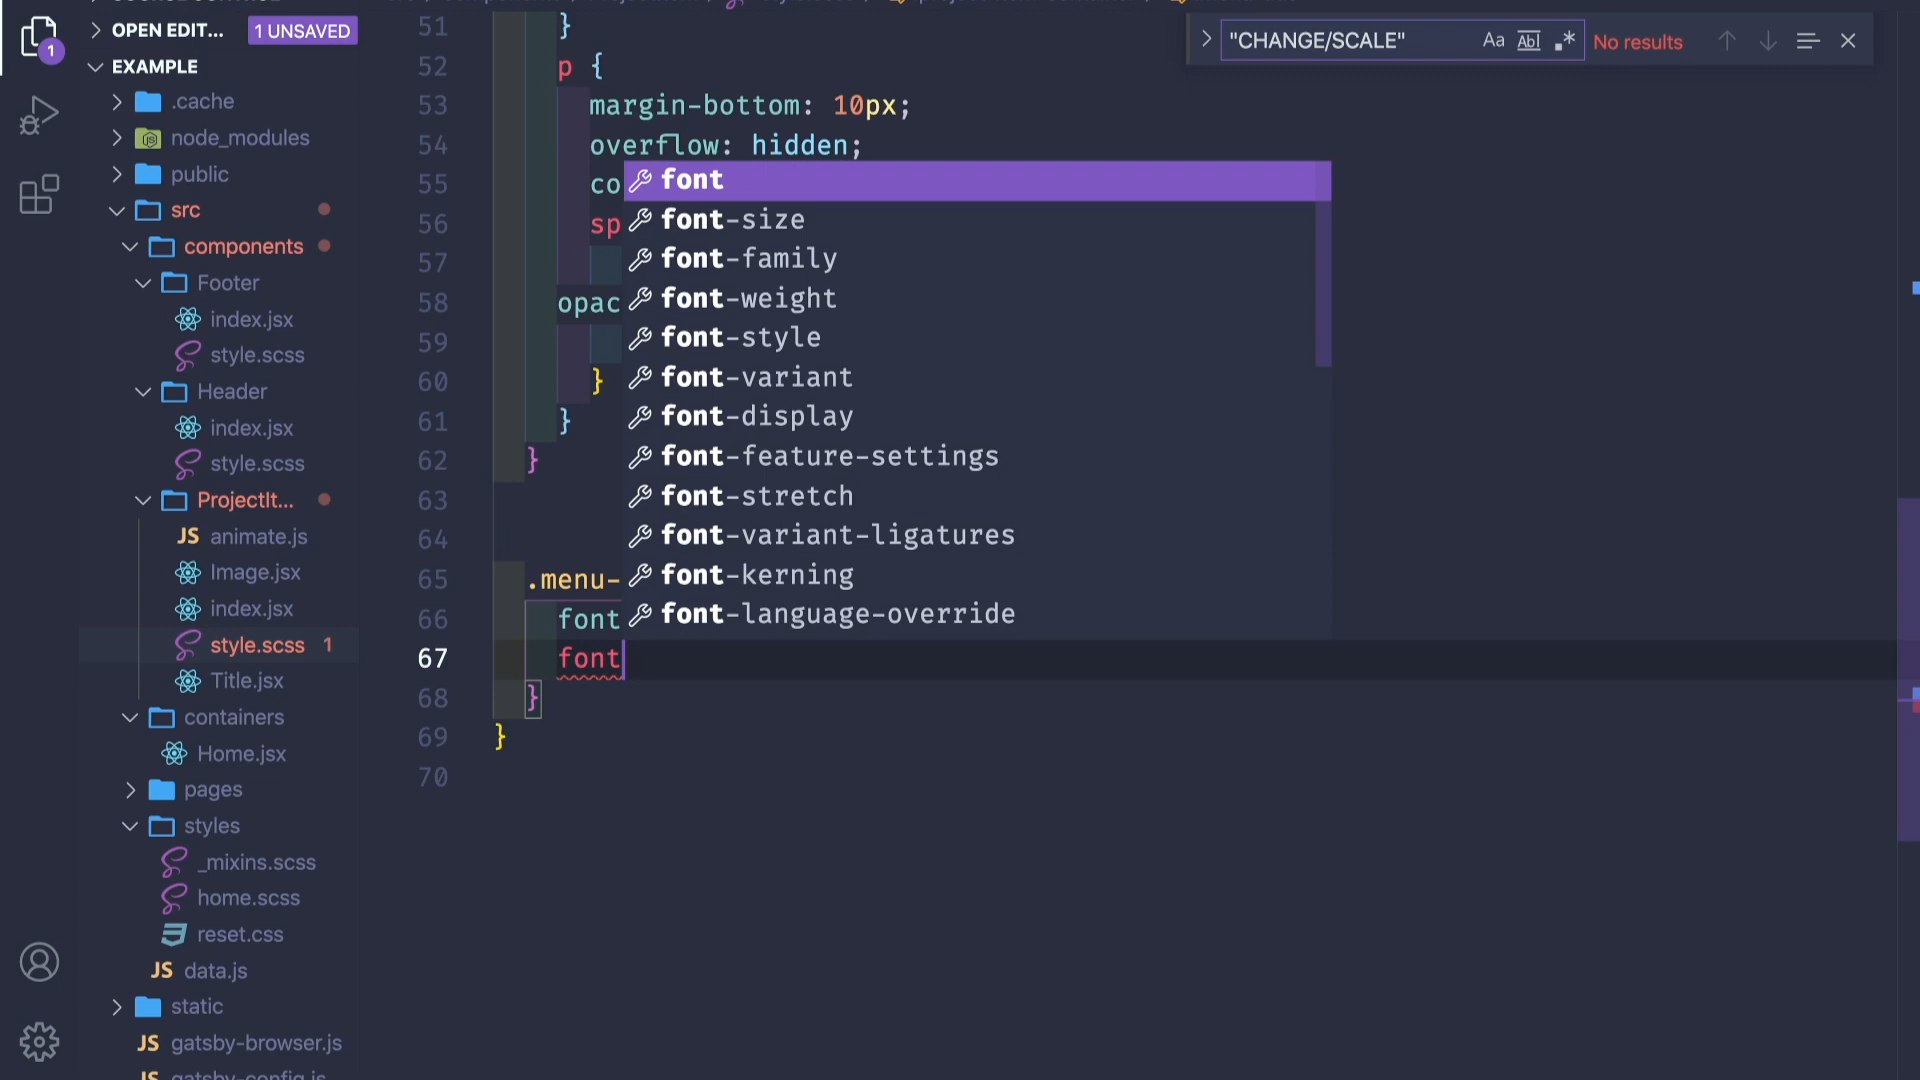 OPEN EDIT... 1 UNSAVED
EXAMPLE
.cache
node_modules
public
src
components
Footer
index.jsx
style.scss
Header
index.jsx
style.scss
ProjectIt...
JS animate.js
Image.jsx
index.jsx
style.scss 1
Title.jsx
containers
Home.jsx
pages
styles
_mixins.scss
home.scss
reset.css
JS data.js
static
JS gatsby-browser.js
JS gatsby-config.js
1
51 }
52 p {
53 margin-bottom: 10px;
54 overflow: hidden;
55 co
56 sp
57
58 opac
59
60 }
61 }
62 }
63
64
65 .menu-
66 font
67 font
68 }
69 }
70
font
font-size
font-family
font-weight
font-style
font-variant
font-display
font-feature-settings
font-stretch
font-variant-ligatures
font-kerning
font-language-override
"CHANGE/SCALE" Aa Abl .* No results